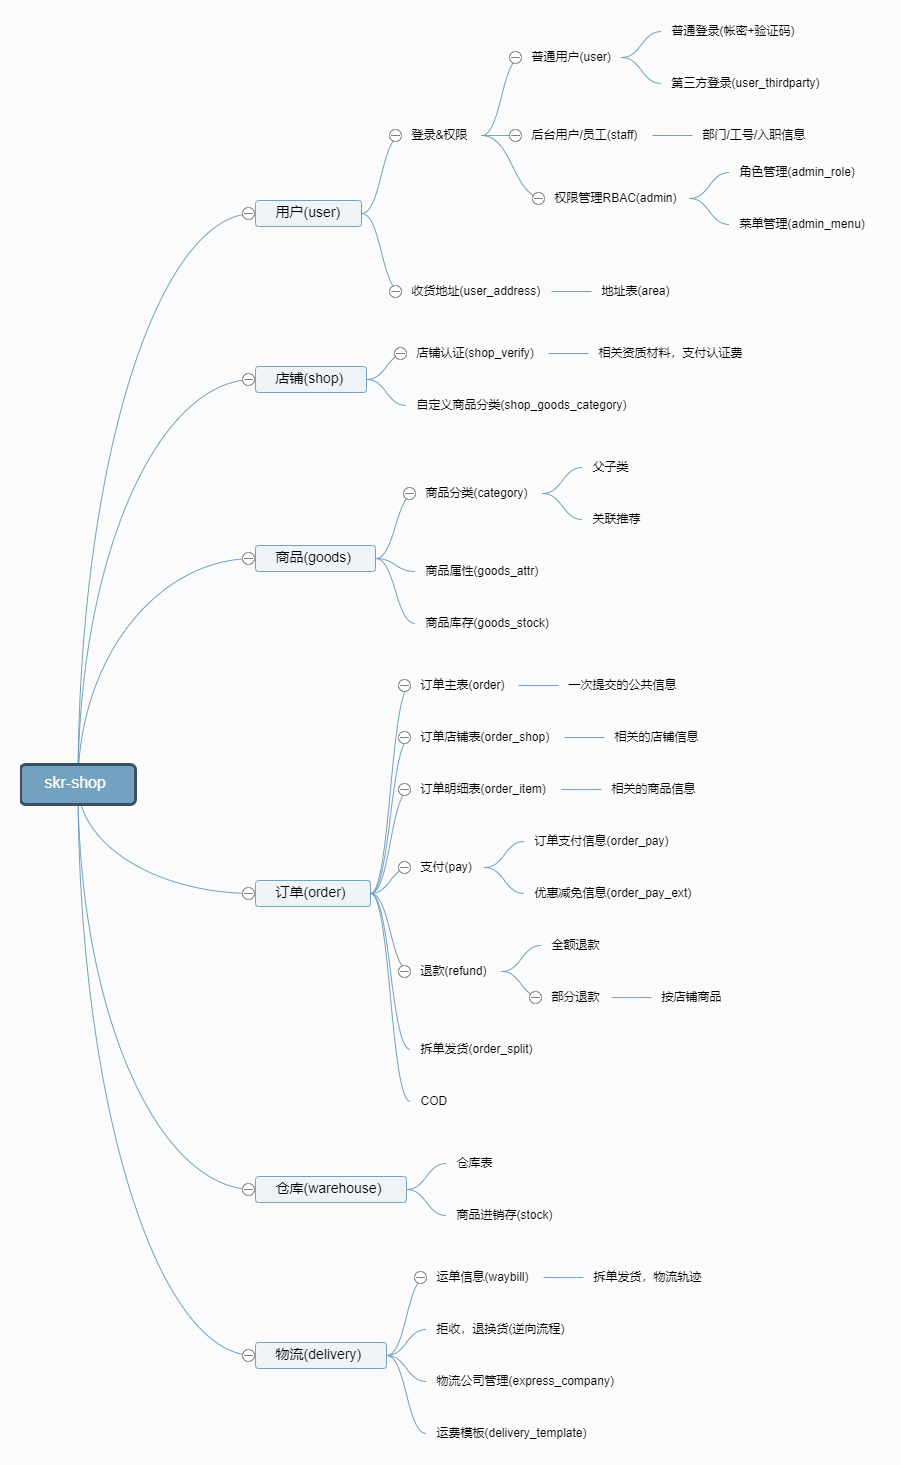 普通登录(帐密+验证码)
普通用户(user)
第三方登录(user_thirdparty)
登录&权限
后台用户/员工(staff)
部门/工号/入职信息
角色管理(admin_role)
权限管理RBAC(admin)
用户(user)
菜单管理(admin_menu)
收货地址(user_address)
地址表(area)
店铺认证(shop_verify)
相关资质材料，支付认证费
店铺(shop)
自定义商品分类(shop_goods_category)
父子类
商品分类(category)
关联推荐
商品(goods)
商品属性(goods_attr)
商品库存(goods_stock)
订单主表(order)
一次提交的公共信息
订单店铺表(order_shop)
相关的店铺信息
skr-shop
订单明细表(order_item)
相关的商品信息
订单支付信息(order_pay)
支付(pay)
订单(order)
优惠减免信息(order_pay_ext)
全额退款
退款(refund)
部分退款
按店铺商品
拆单发货(order_split)
COD
仓库表
仓库(warehouse)
商品进销存(stock)
运单信息(waybill)
拆单发货，物流轨迹
拒收，退换货(逆向流程)
物流(delivery)
物流公司管理(express_company)
运费模板(delivery_template)